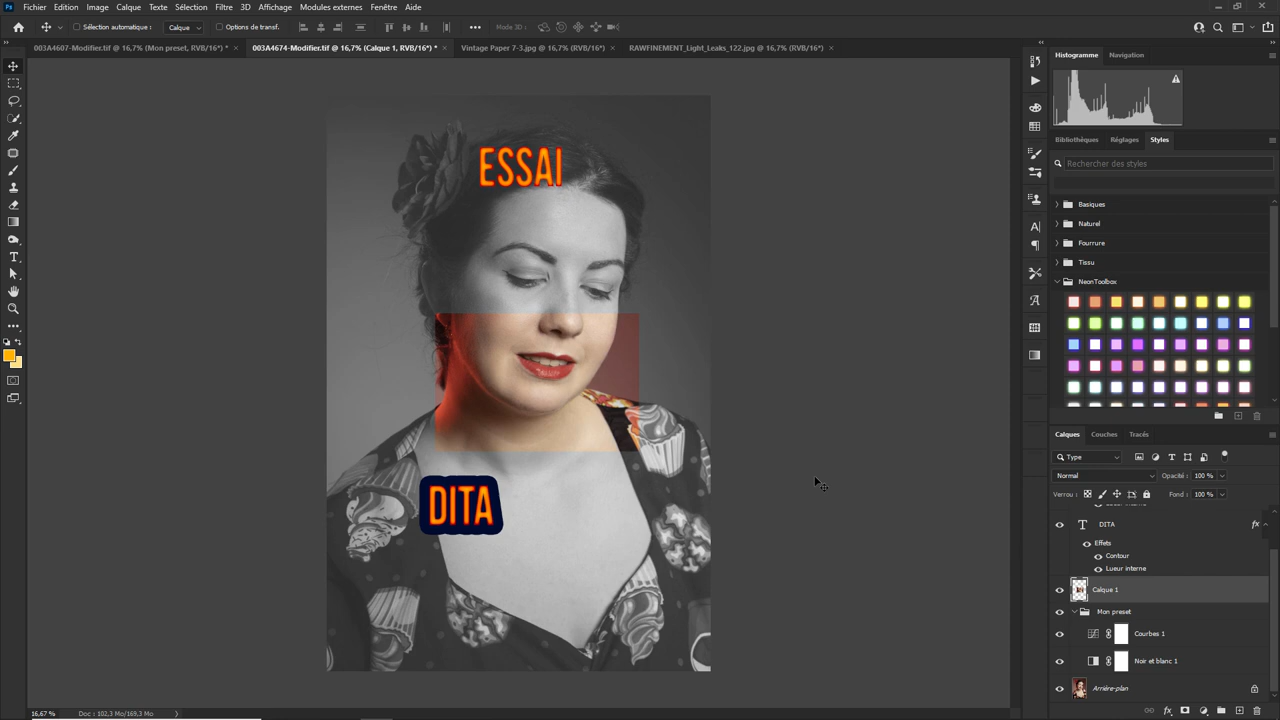 Ps Fichier Edition Image Calque Texte Sélection Filtre 3D Affichage Modules externes Fenêtre Aide
Sélection automatique : Calque Options de transf. Mode 3D :
003A4607-Modifier.tif @ 16,7% (Mon preset, RVB/16*) * × 003A4674-Modifier.tif @ 16,7% (Calque 1, RVB/16*) * × Vintage Paper 7-3.jpg @ 16,7% (RVB/16*) × RAWFINEMENT_Light_Leaks_122.jpg @ 16,7% (RVB/16*) ×
Histogramme Navigation
Bibliothèques Réglages Styles
Rechercher des styles
Basiques
Naturel
Fourrure
Tissu
NeonToolbox
ESSAI
DITA
Calques Couches Tracés
Type
Normal Opacité : 100 %
Verrou : Fond : 100 %
DITA fx
Effets
Contour
Lueur interne
Calque 1
Mon preset
Courbes 1
Noir et blanc 1
Arrière-plan
16,67 % Doc : 102,3 Mo/169,3 Mo